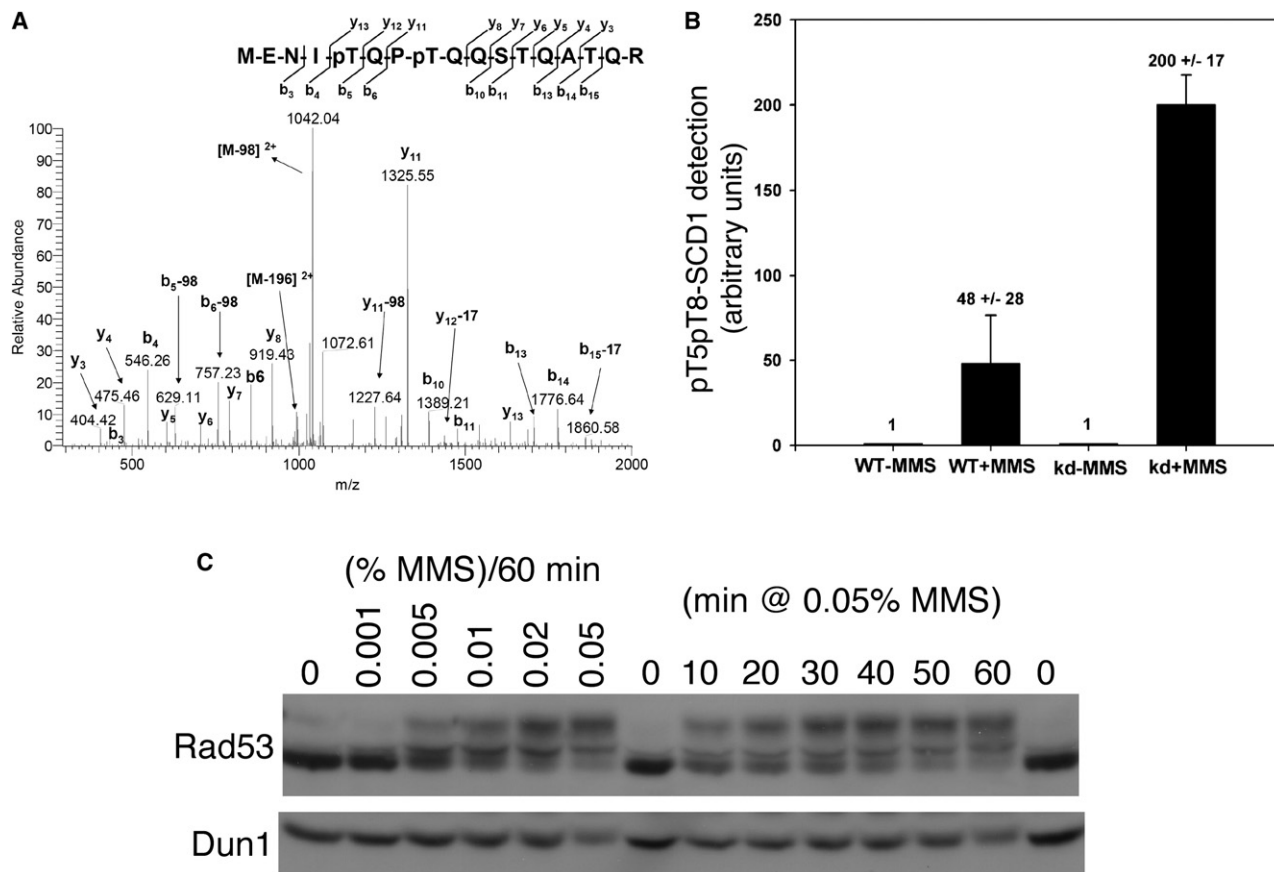 A
y13 y12 y11 y8 y7 y6 y5 y4 y3
M-E-N-I-pT-Q-P-pT-Q-Q-S-T-Q-A-T-Q-R
b3 b4 b5 b6 b10 b11 b13 b14 b15
Relative Abundance
100
90
80
70
60
50
40
30
20
10
0
1042.04
[M-98] 2+
y11
1325.55
[M-196] 2+
b5-98
b6-98
y11-98
y12-17
y3
y4
b4
546.26
y8
919.43
1072.61
b13
b15-17
475.46
629.11
757.23
y7
b6
1227.64
b10
1389.21
b14
1776.64
404.42
b3
y5
y6
b11
y13
1860.58
500 1000 1500 2000
m/z
B
pT5pT8-SCD1 detection
(arbitrary units)
250
200
150
100
50
0
1
48 +/- 28
1
200 +/- 17
WT-MMS WT+MMS kd-MMS kd+MMS
C
(% MMS)/60 min
(min @ 0.05% MMS)
0 0.001 0.005 0.01 0.02 0.05 0 10 20 30 40 50 60 0
Rad53
Dun1